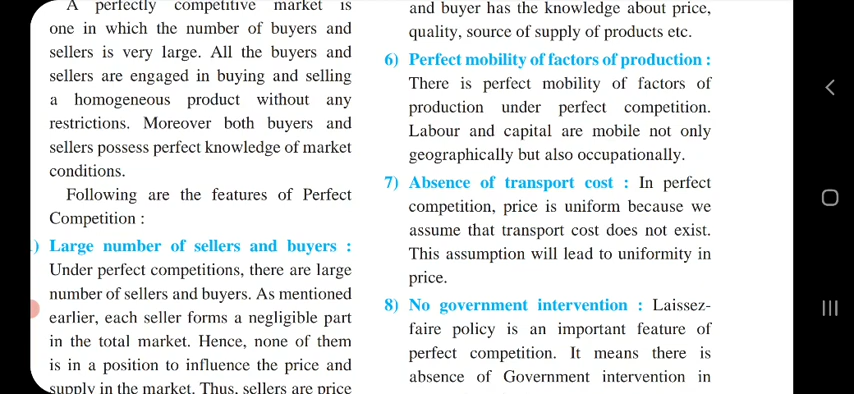 A perfectly competitive market is
one in which the number of buyers and
sellers is very large. All the buyers and
sellers are engaged in buying and selling
a homogeneous product without any
restrictions. Moreover both buyers and
sellers possess perfect knowledge of market
conditions.
Following are the features of Perfect
Competition :
) Large number of sellers and buyers :
Under perfect competitions, there are large
number of sellers and buyers. As mentioned
earlier, each seller forms a negligible part
in the total market. Hence, none of them
is in a position to influence the price and
supply in the market. Thus, sellers are price
and buyer has the knowledge about price,
quality, source of supply of products etc.
6) Perfect mobility of factors of production :
There is perfect mobility of factors of
production under perfect competition.
Labour and capital are mobile not only
geographically but also occupationally.
7) Absence of transport cost : In perfect
competition, price is uniform because we
assume that transport cost does not exist.
This assumption will lead to uniformity in
price.
8) No government intervention : Laissez-
faire policy is an important feature of
perfect competition. It means there is
absence of Government intervention in